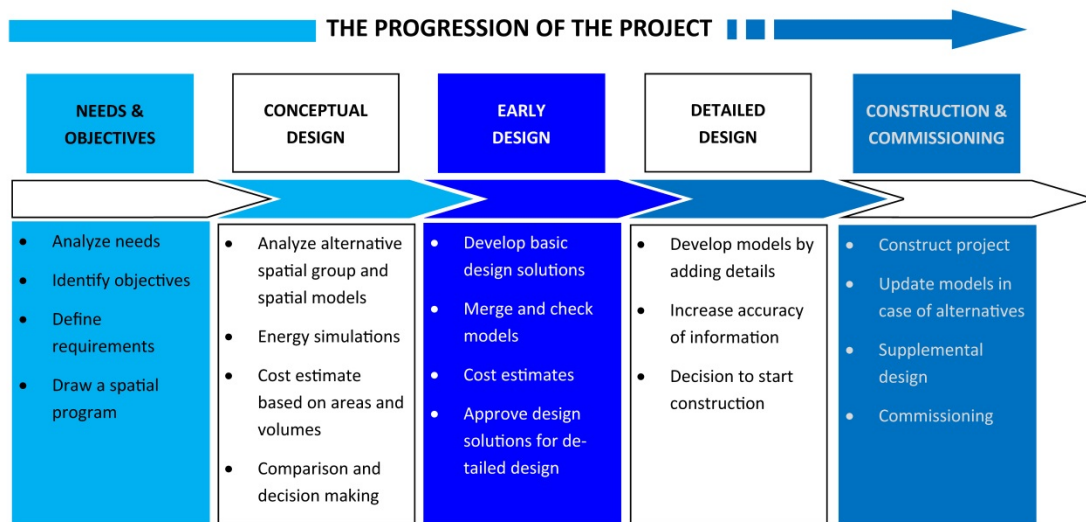 THE PROGRESSION OF THE PROJECT
NEEDS &
OBJECTIVES
CONCEPTUAL
DESIGN
EARLY
DESIGN
DETAILED
DESIGN
CONSTRUCTION &
COMMISSIONING
• Analyze needs
• Identify objectives
• Define
requirements
• Draw a spatial
program
• Analyze alternative
spatial group and
spatial models
• Energy simulations
• Cost estimate
based on areas and
volumes
• Comparison and
decision making
• Develop basic
design solutions
• Merge and check
models
• Cost estimates
• Approve design
solutions for de-
tailed design
• Develop models by
adding details
• Increase accuracy
of information
• Decision to start
construction
• Construct project
• Update models in
case of alternatives
• Supplemental
design
• Commissioning